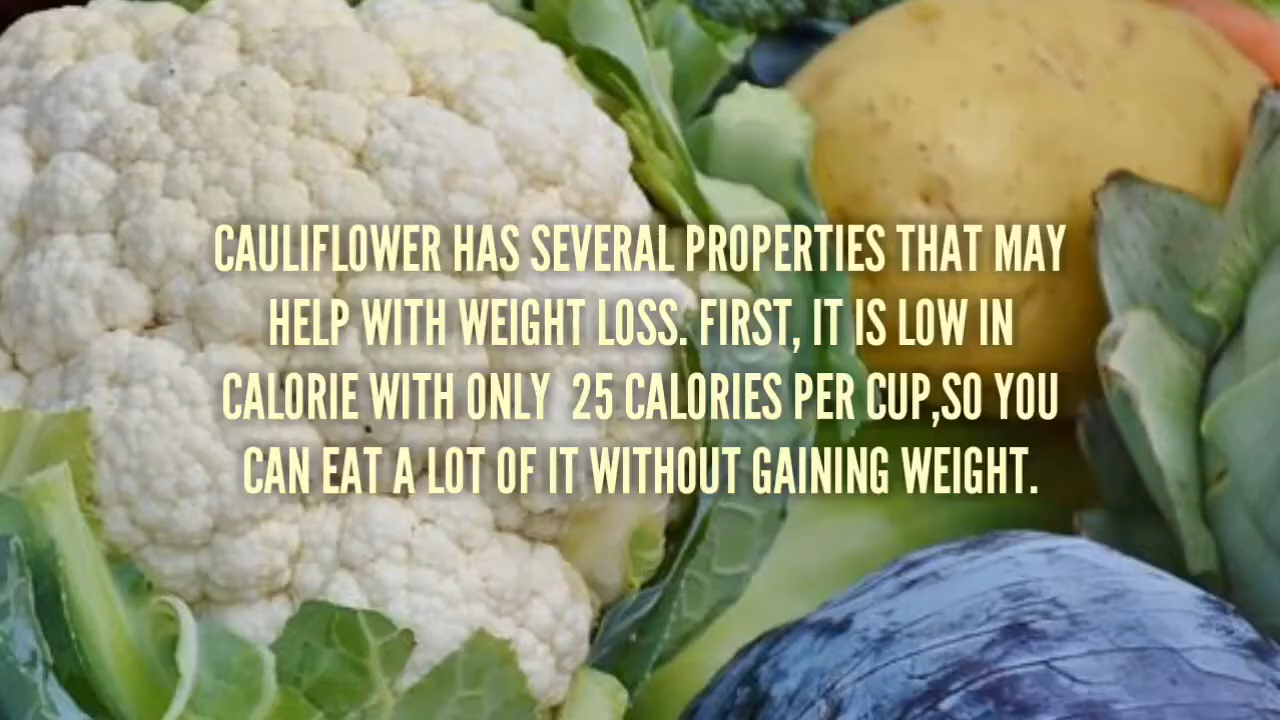 CAULIFLOWER HAS SEVERAL PROPERTIES THAT MAY
HELP WITH WEIGHT LOSS. FIRST, IT IS LOW IN
CALORIE WITH ONLY  25 CALORIES PER CUP,SO YOU
CAN EAT A LOT OF IT WITHOUT GAINING WEIGHT.